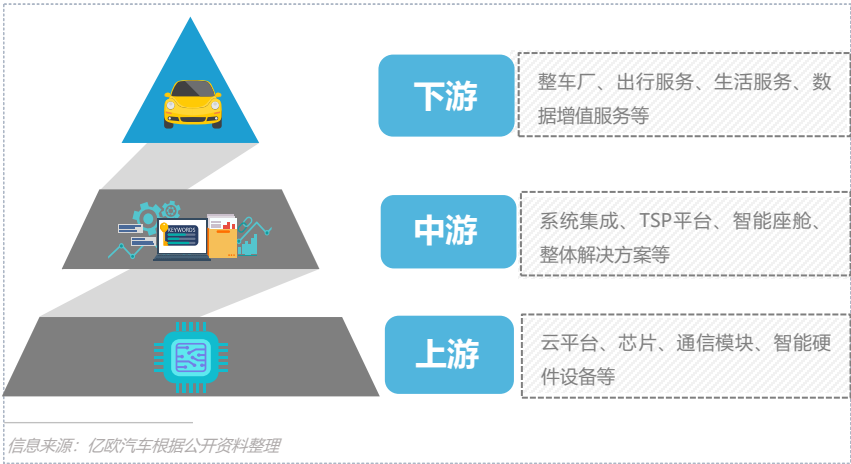 下游
整车厂、出行服务、生活服务、数
据增值服务等
KEYWORDS
中游
系统集成、TSP平台、智能座舱、
整体解决方案等
上游
云平台、芯片、通信模块、智能硬
件设备等
信息来源：亿欧汽车根据公开资料整理